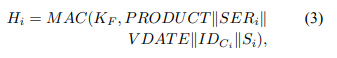 H_i = MAC(K_F, PRODUCT‖SER_i‖ (3)
VDATE‖ID_{C_i}‖S_i),